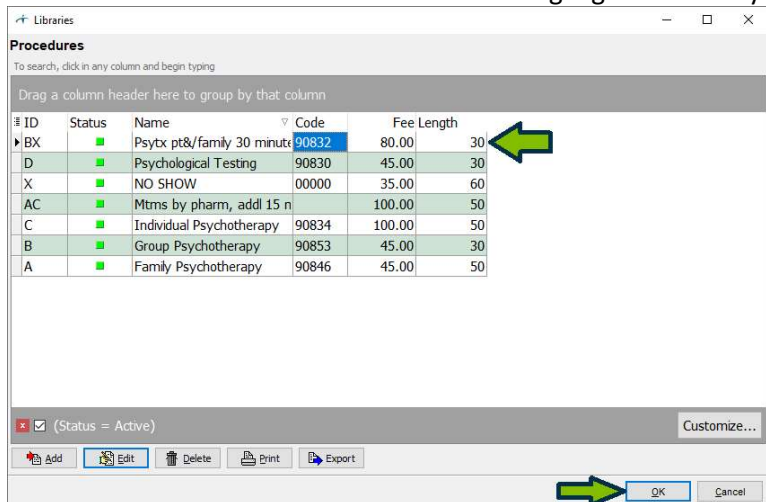 Libraries
Procedures
To search, click in any column and begin typing
Drag a column header here to group by that column
ID Status Name Code Fee Length
BX Psytx pt&/family 30 minute 90832 80.00 30
D Psychological Testing 90830 45.00 30
X NO SHOW 00000 35.00 60
AC Mtms by pharm, addl 15 n 100.00 50
C Individual Psychotherapy 90834 100.00 50
B Group Psychotherapy 90853 45.00 30
A Family Psychotherapy 90846 45.00 50
(Status = Active) Customize...
Add Edit Delete Print Export
OK Cancel